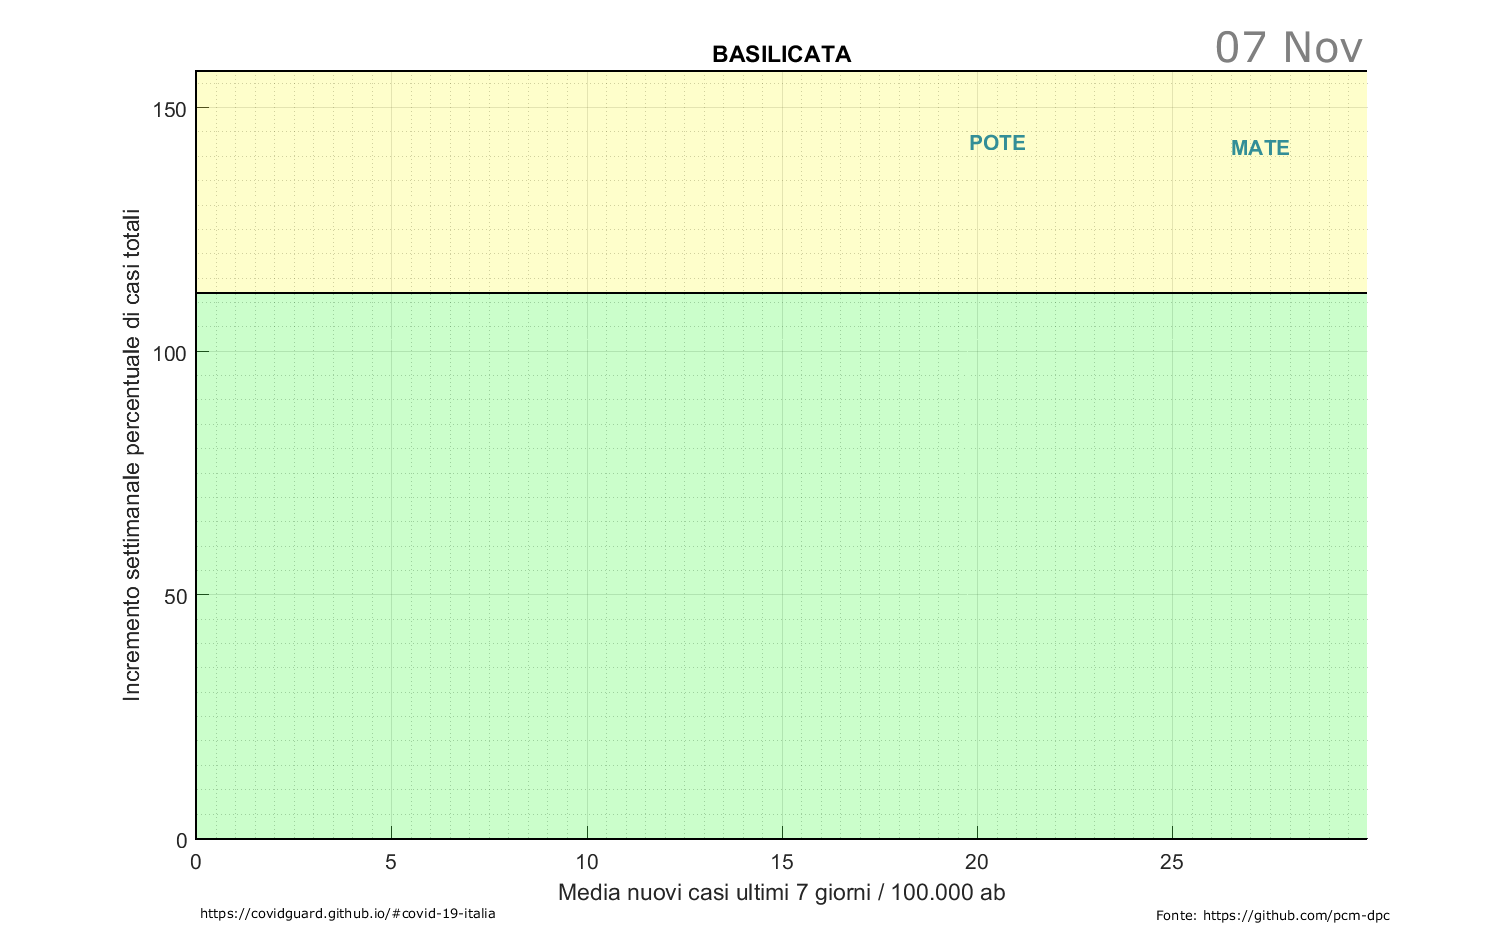 BASILICATA
07 Nov
150
100
50
0
POTE
MATE
Incremento settimanale percentuale di casi totali
0 5 10 15 20 25
Media nuovi casi ultimi 7 giorni / 100.000 ab
https://covidguard.github.io/#covid-19-italia
Fonte: https://github.com/pcm-dpc